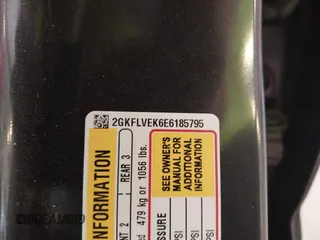 2GKFLVEK6E6185795
INFORMATION
NT 2 | REAR 3
d 479 kg or 1056 lbs.
SSURE
SEE OWNER'S
MANUAL FOR
ADDITIONAL
INFORMATION
PSI
PSI
PSI